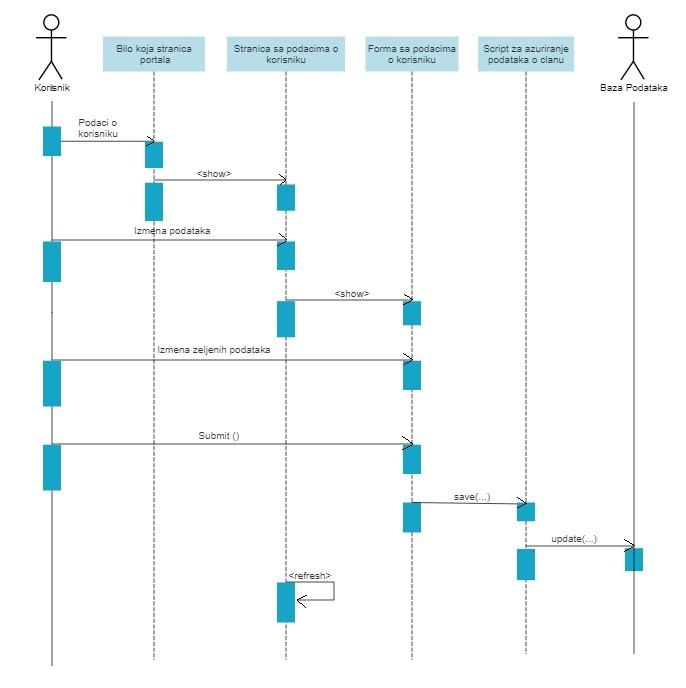 Bilo koja stranica
portala
Stranica sa podacima o
korisniku
Forma sa podacima
o korisniku
Script za azuriranje
podataka o clanu
Korisnik
Baza Podataka
Podaci o
korisniku
<show>
Izmena podataka
<show>
Izmena zeljenih podataka
Submit ()
save(...)
update(...)
<refresh>